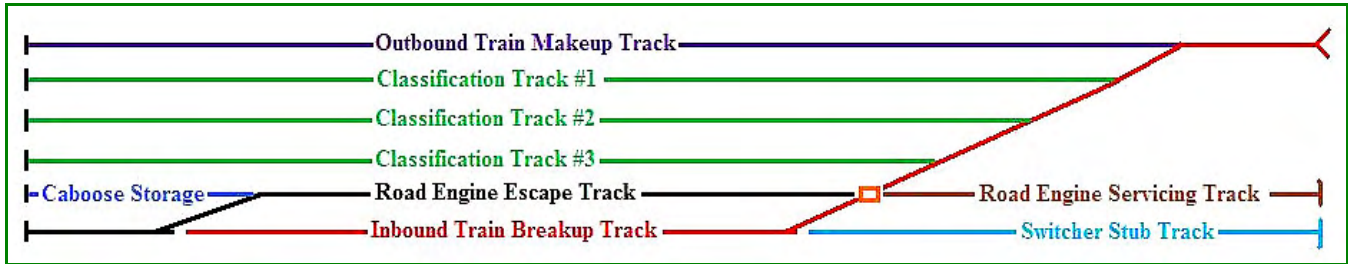 Outbound Train Makeup Track
Classification Track #1
Classification Track #2
Classification Track #3
Caboose Storage Road Engine Escape Track Road Engine Servicing Track
Inbound Train Breakup Track Switcher Stub Track